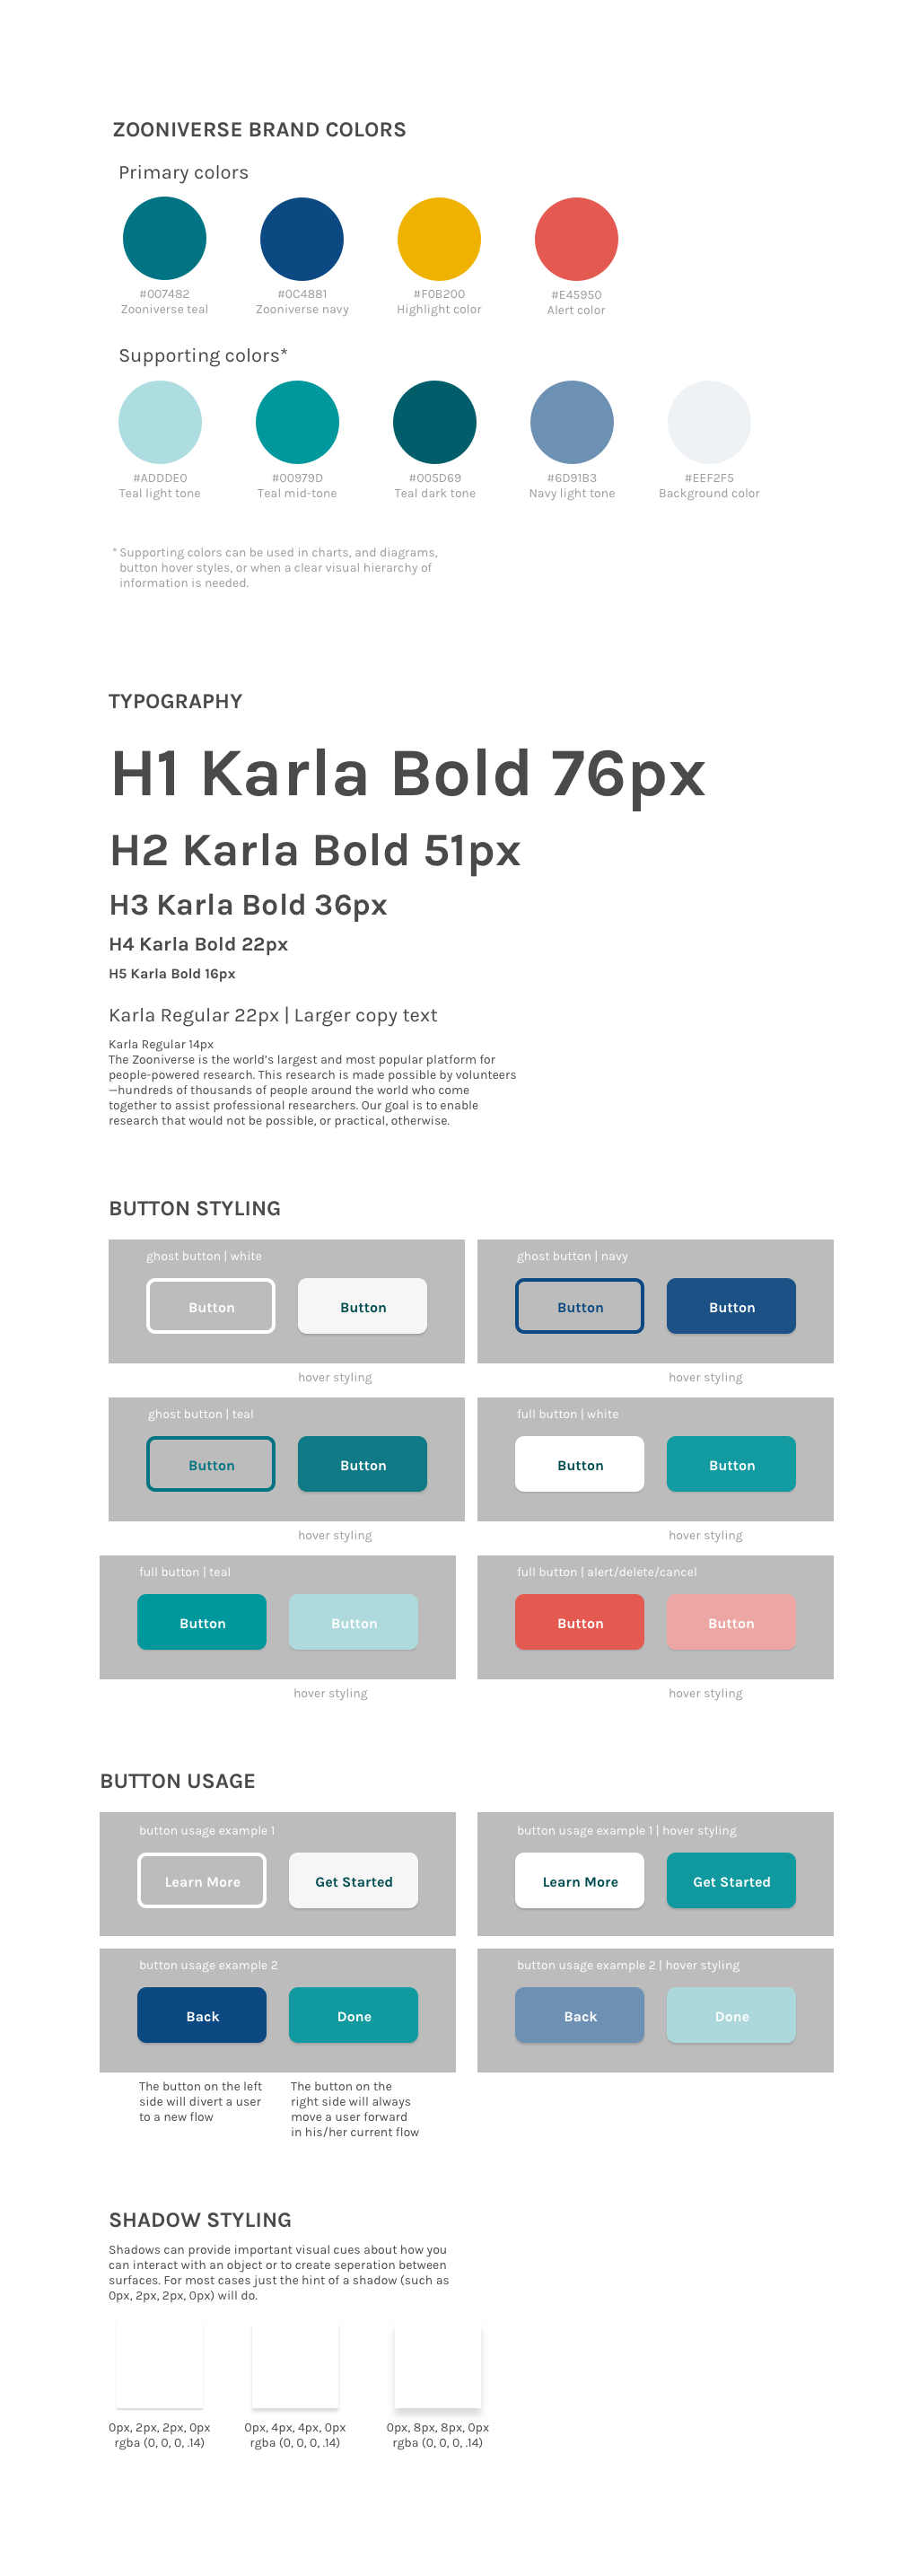 ZOONIVERSE BRAND COLORS
Primary colors
#007482
Zooniverse teal
#0C4881
Zooniverse navy
#F0B200
Highlight color
#E45950
Alert color
Supporting colors*
#ADDDE0
Teal light tone
#00979D
Teal mid-tone
#005D69
Teal dark tone
#6D91B3
Navy light tone
#EEF2F5
Background color
* Supporting colors can be used in charts, and diagrams,
button hover styles, or when a clear visual hierarchy of
information is needed.
TYPOGRAPHY
H1 Karla Bold 76px
H2 Karla Bold 51px
H3 Karla Bold 36px
H4 Karla Bold 22px
H5 Karla Bold 16px
Karla Regular 22px | Larger copy text
Karla Regular 14px
The Zooniverse is the world's largest and most popular platform for
people-powered research. This research is made possible by volunteers
—hundreds of thousands of people around the world who come
together to assist professional researchers. Our goal is to enable
research that would not be possible, or practical, otherwise.
BUTTON STYLING
ghost button | white
Button
Button
hover styling
ghost button | navy
Button
Button
hover styling
ghost button | teal
Button
Button
hover styling
full button | white
Button
Button
hover styling
full button | teal
Button
Button
hover styling
full button | alert/delete/cancel
Button
Button
hover styling
BUTTON USAGE
button usage example 1
Learn More
Get Started
button usage example 1 | hover styling
Learn More
Get Started
button usage example 2
Back
Done
button usage example 2 | hover styling
Back
Done
The button on the left
side will divert a user
to a new flow
The button on the
right side will always
move a user forward
in his/her current flow
SHADOW STYLING
Shadows can provide important visual cues about how you
can interact with an object or to create seperation between
surfaces. For most cases just the hint of a shadow (such as
0px, 2px, 2px, 0px) will do.
0px, 2px, 2px, 0px
rgba (0, 0, 0, .14)
0px, 4px, 4px, 0px
rgba (0, 0, 0, .14)
0px, 8px, 8px, 0px
rgba (0, 0, 0, .14)